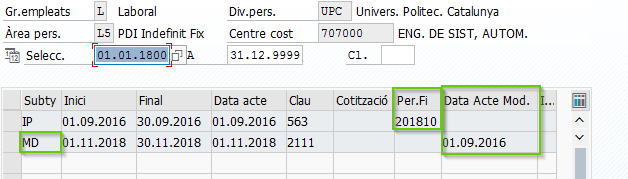 Gr.empleats L Laboral Div.pers. UPC Univers. Politec. Catalunya
Àrea pers. L5 PDI Indefinit Fix Centre cost 707000 ENG. DE SIST, AUTOM.
Selecc. 01.01.1800 A 31.12.9999 Cl.
Subty Inici Final Data acte Clau Cotització Per.Fi Data Acte Mod. I...
IP 01.09.2016 30.09.2016 01.09.2016 563 201810
MD 01.11.2018 30.11.2018 01.11.2018 2111 01.09.2016